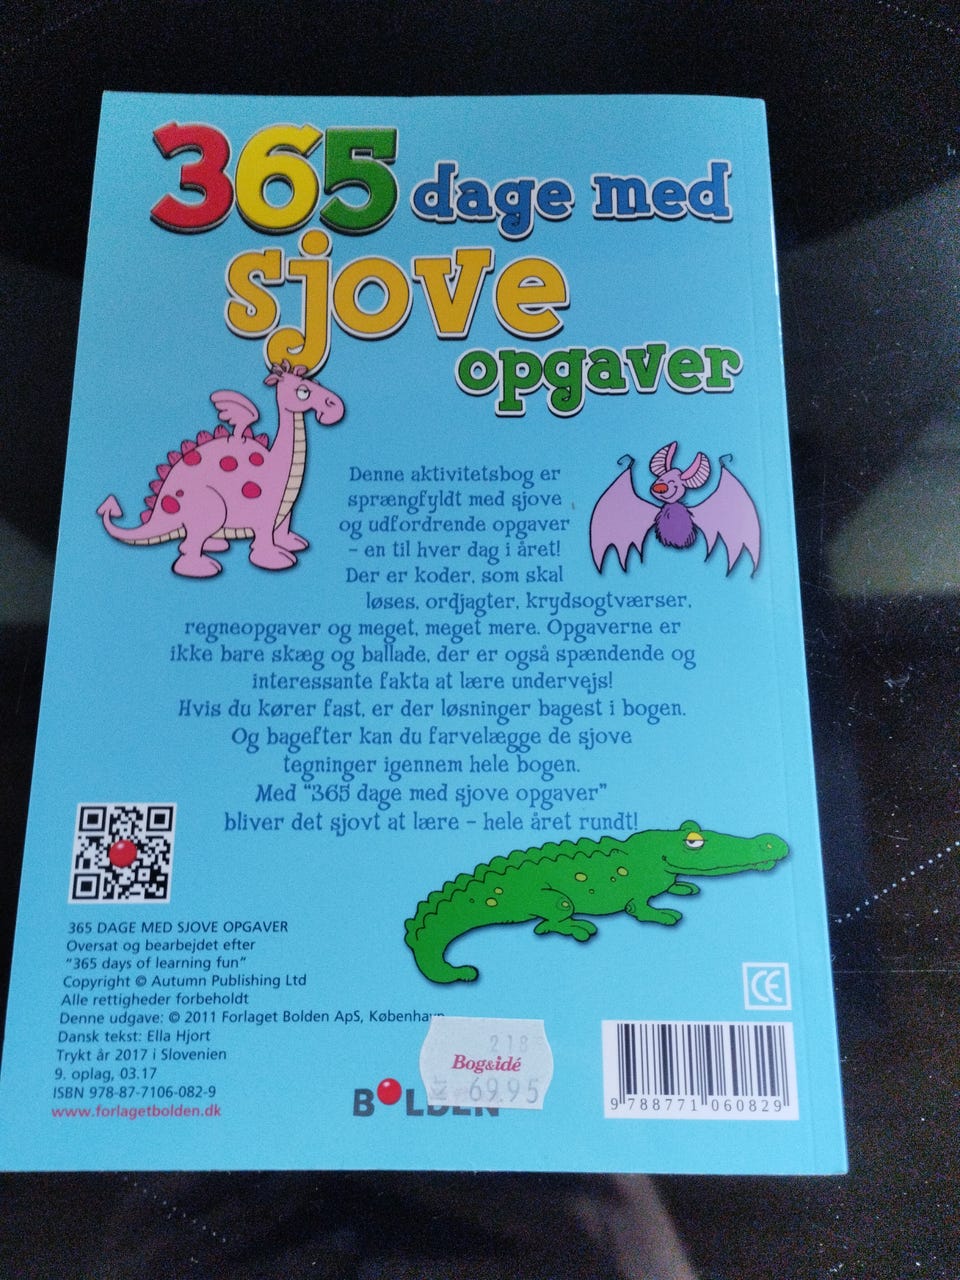 365 dage med
sjove
opgaver
Denne aktivitetsbog er
sprængfyldt med sjove
og udfordrende opgaver
- en til hver dag i året!
Der er koder, som skal
løses, ordjagter, krydsogtværser,
regneopgaver og meget, meget mere. Opgaverne er
ikke bare skæg og ballade, der er også spændende og
interessante fakta at lære undervejs!
Hvis du kører fast, er der løsninger bagest i bogen.
Og bagefter kan du farvelægge de sjove
tegninger igennem hele bogen.
Med "365 dage med sjove opgaver"
bliver det sjovt at lære - hele året rundt!
365 DAGE MED SJOVE OPGAVER
Oversat og bearbejdet efter
"365 days of learning fun"
Copyright © Autumn Publishing Ltd
Alle rettigheder forbeholdt
Denne udgave: © 2011 Forlaget Bolden ApS, København
Dansk tekst: Ella Hjort
Trykt år 2017 i Slovenien
9. oplag, 03.17
ISBN 978-87-7106-082-9
www.forlagetbolden.dk
BOLDEN
218
Bog&idé
69.95
CE
9 788771 060829